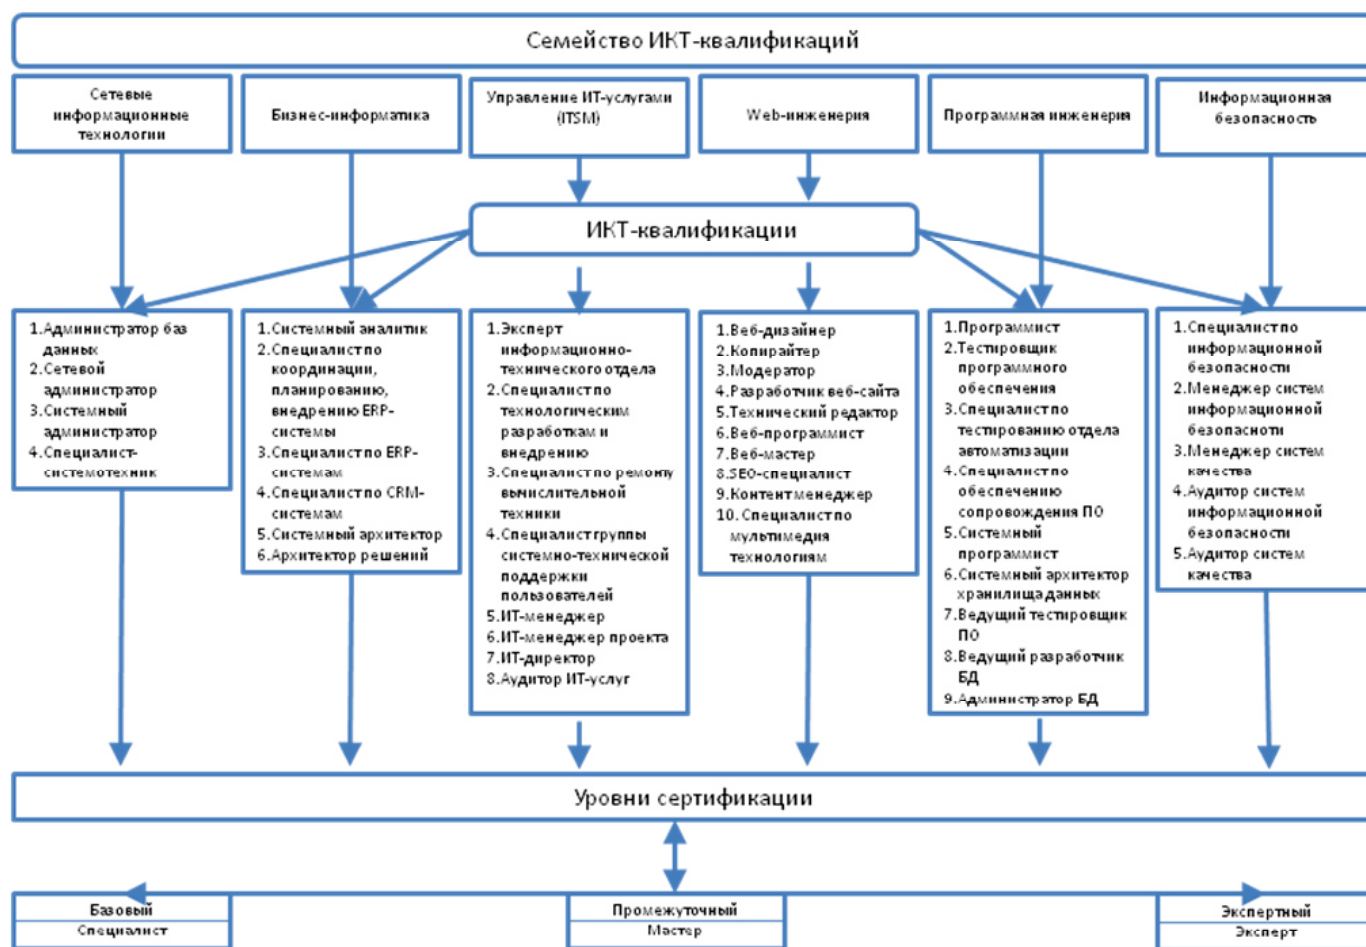 Семейство ИКТ-квалификаций
Сетевые
информационные
технологии
Бизнес-информатика
Управление ИТ-услугами
(ITSM)
Web-инженерия
Программная инженерия
Информационная
безопасность
ИКТ-квалификации
1.Администратор баз
данных
2.Сетевой
администратор
3.Системный
администратор
4.Специалист-
системотехник
1.Системный аналитик
2.Специалист по
координации,
планированию,
внедрению ERP-
системы
3.Специалист по ERP-
системам
4.Специалист по CRM-
системам
5.Системный архитектор
6.Архитектор решений
1.Эксперт
информационно-
технического отдела
2.Специалист по
технологическим
разработкам и
внедрению
3.Специалист по ремонту
вычислительной
техники
4.Специалист группы
системно-технической
поддержки
пользователей
5.ИТ-менеджер
6.ИТ-менеджер проекта
7.ИТ-директор
8.Аудитор ИТ-услуг
1.Веб-дизайнер
2.Копирайтер
3.Модератор
4.Разработчик веб-сайта
5.Технический редактор
6.Веб-программист
7.Веб-мастер
8.SEO-специалист
9.Контент менеджер
10. Специалист по
мультимедия
технологиям
1.Программист
2.Тестировщик
программного
обеспечения
3.Специалист по
тестированию отдела
автоматизации
4.Специалист по
обеспечению
сопровождения ПО
5.Системный
программист
6.Системный архитектор
хранилища данных
7.Ведущий тестировщик
ПО
8.Ведущий разработчик
БД
9.Администратор БД
1.Специалист по
информационной
безопасности
2.Менеджер систем
информационной
безопасноти
3.Менеджер систем
качества
4.Аудитор систем
информационной
безопасности
5.Аудитор систем
качества
Уровни сертификации
Базовый
Специалист
Промежуточный
Мастер
Экспертный
Эксперт